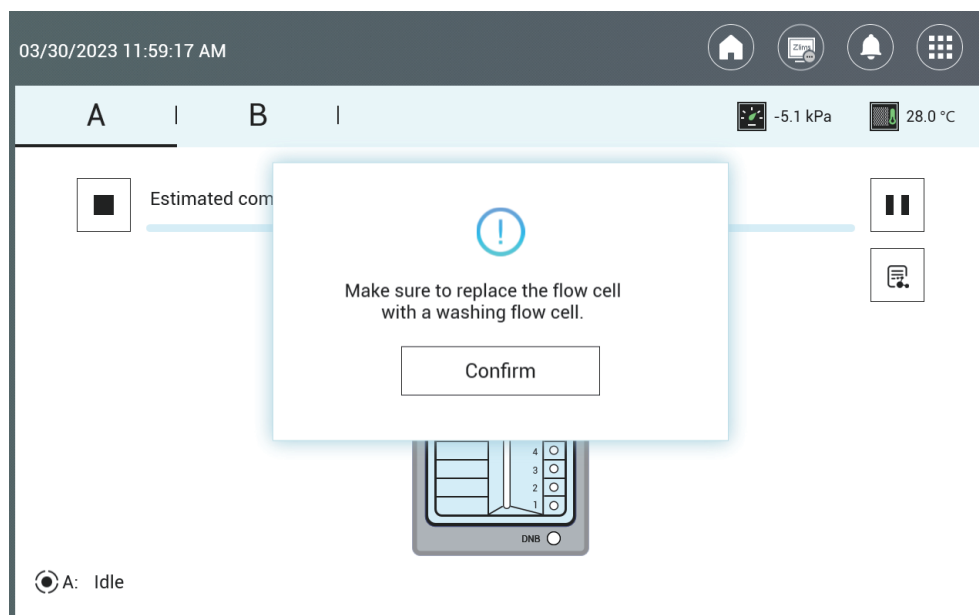 03/30/2023 11:59:17 AM
Zlims
A | B |
-5.1 kPa
28.0 °C
Estimated com
Make sure to replace the flow cell
with a washing flow cell.
Confirm
4
3
2
1
DNB
A: Idle